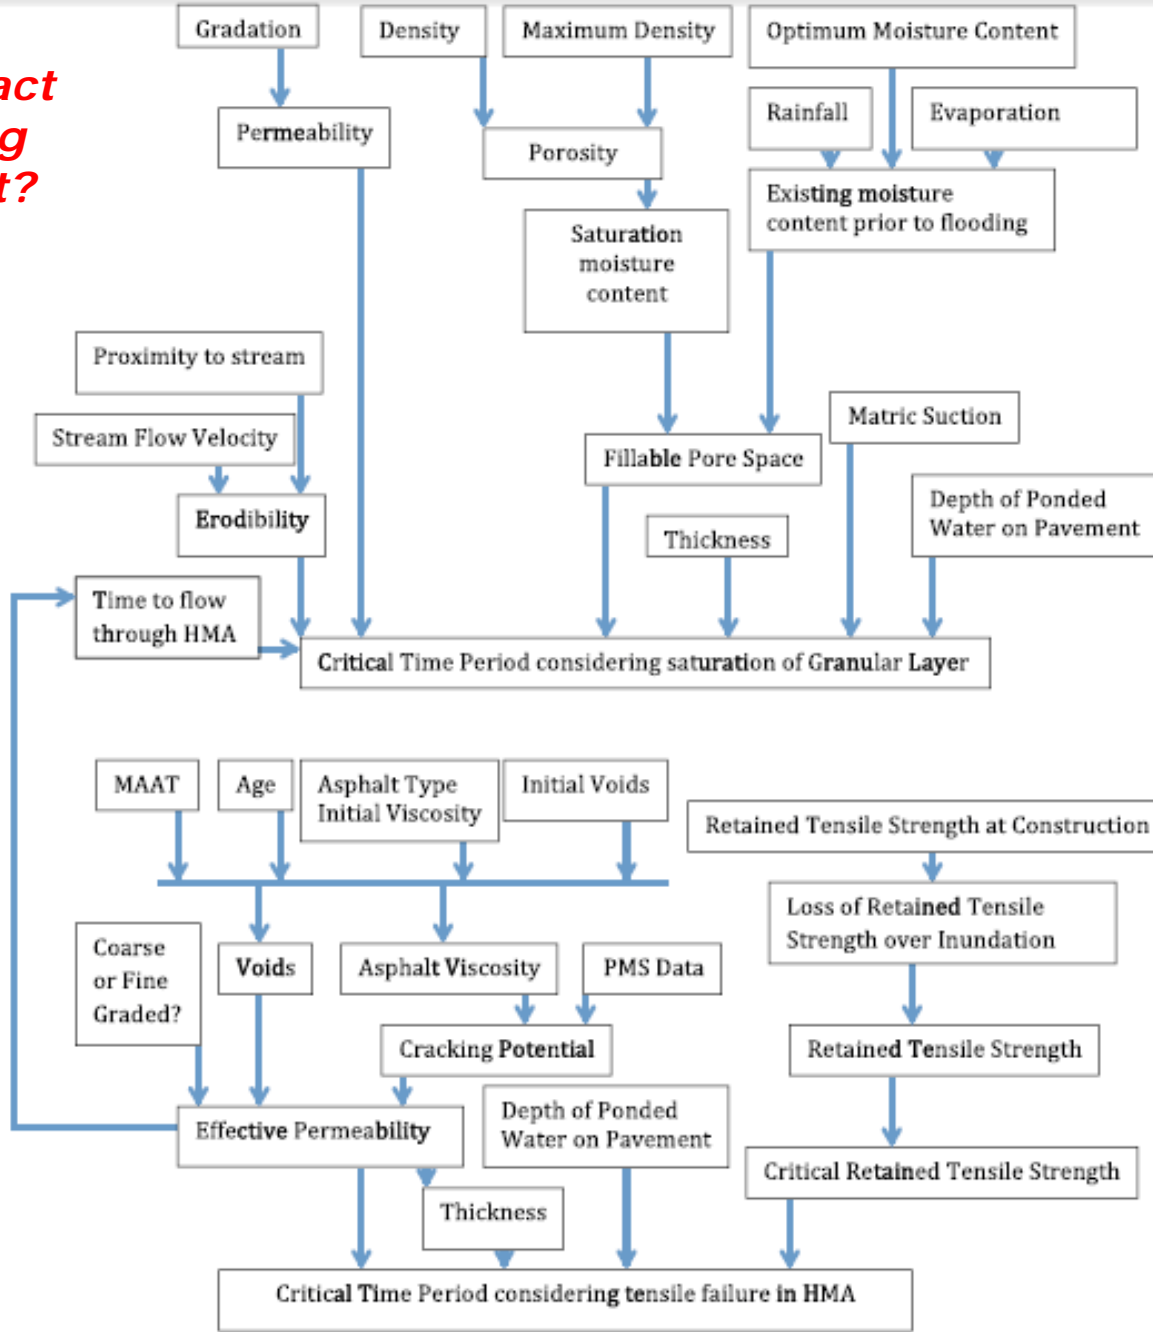 act
g
t?
Gradation
Density
Maximum Density
Optimum Moisture Content
Rainfall
Evaporation
Permeability
Porosity
Existing moisture
content prior to flooding
Saturation
moisture
content
Proximity to stream
Stream Flow Velocity
Matric Suction
Fillable Pore Space
Erodibility
Depth of Ponded
Water on Pavement
Thickness
Time to flow
through HMA
Critical Time Period considering saturation of Granular Layer
MAAT
Age
Asphalt Type
Initial Viscosity
Initial Voids
Retained Tensile Strength at Construction
Loss of Retained Tensile
Strength over Inundation
Coarse
or Fine
Graded?
Voids
Asphalt Viscosity
PMS Data
Cracking Potential
Retained Tensile Strength
Effective Permeability
Depth of Ponded
Water on Pavement
Critical Retained Tensile Strength
Thickness
Critical Time Period considering tensile failure in HMA